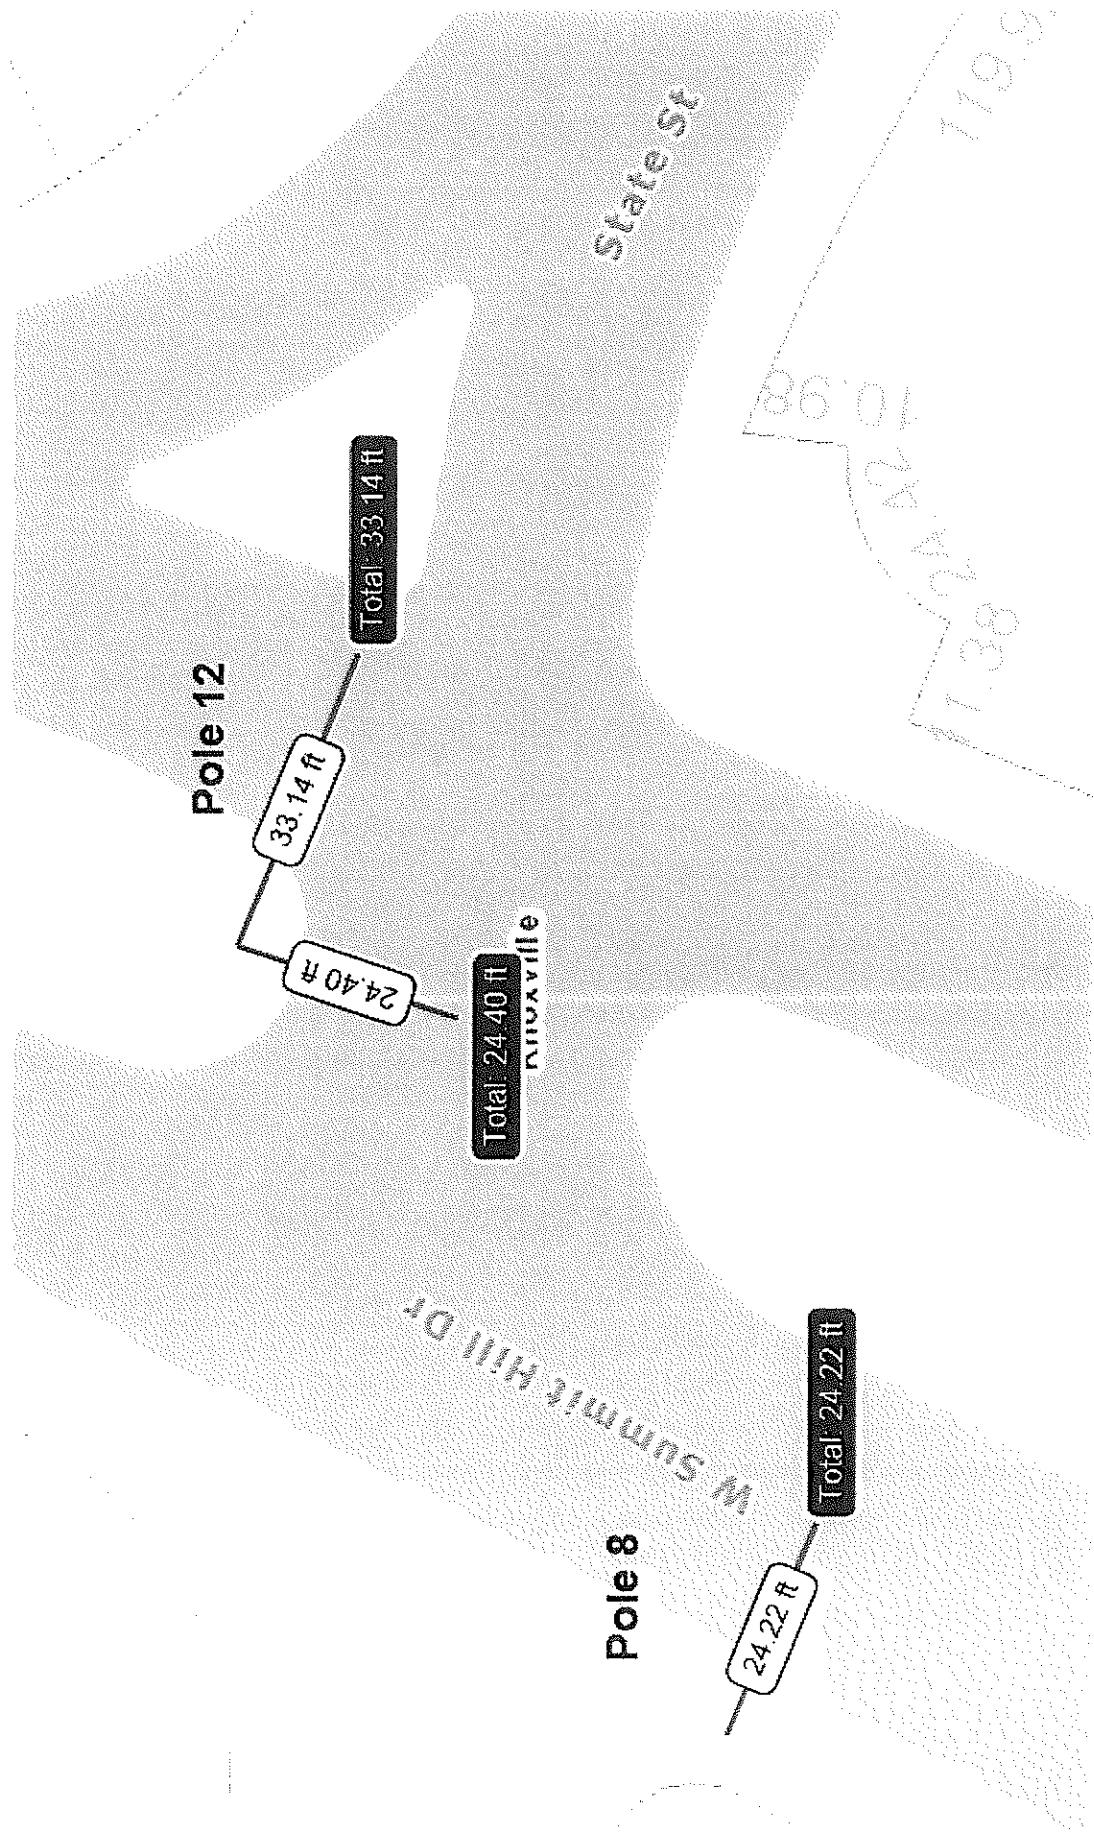 Pole 12
33.14 ft
24.40 ft
Total: 33.14 ft
Total: 24.40 ft
Knoxville
W Summit Hill Dr
Pole 8
State St
24.22 ft
Total: 24.22 ft
10.98